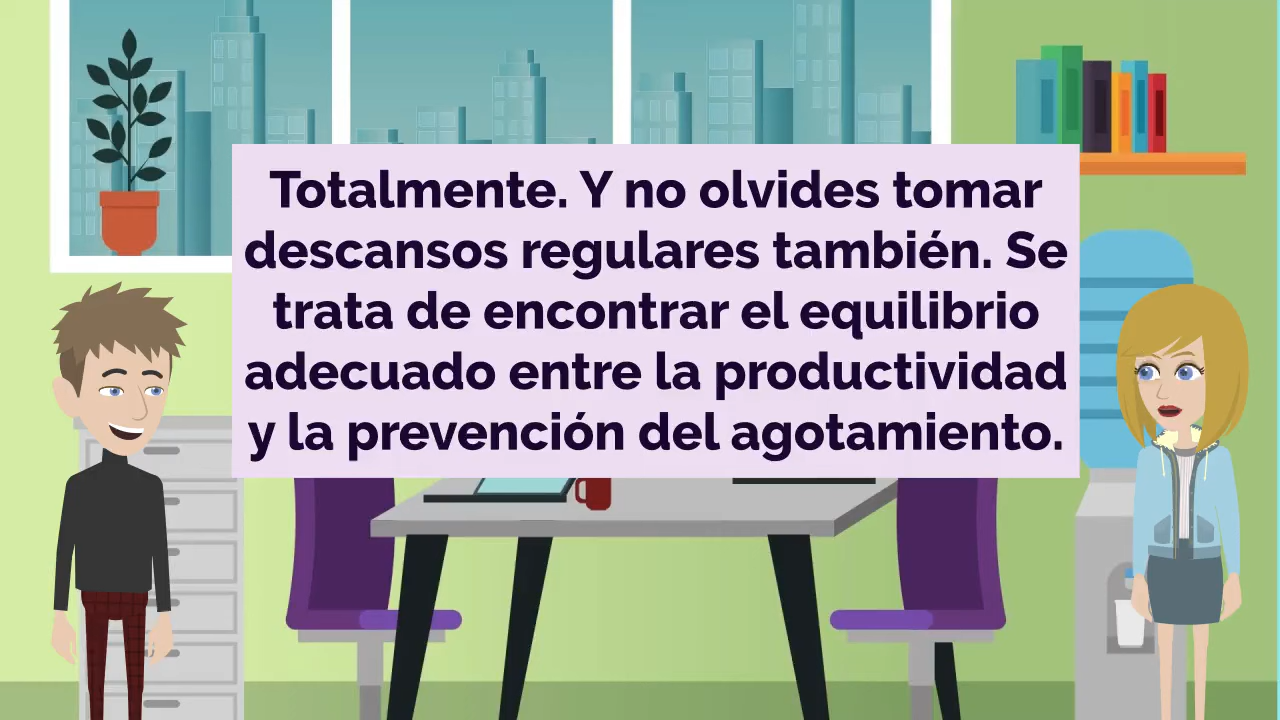 Totalmente. Y no olvides tomar
descansos regulares también. Se
trata de encontrar el equilibrio
adecuado entre la productividad
y la prevención del agotamiento.